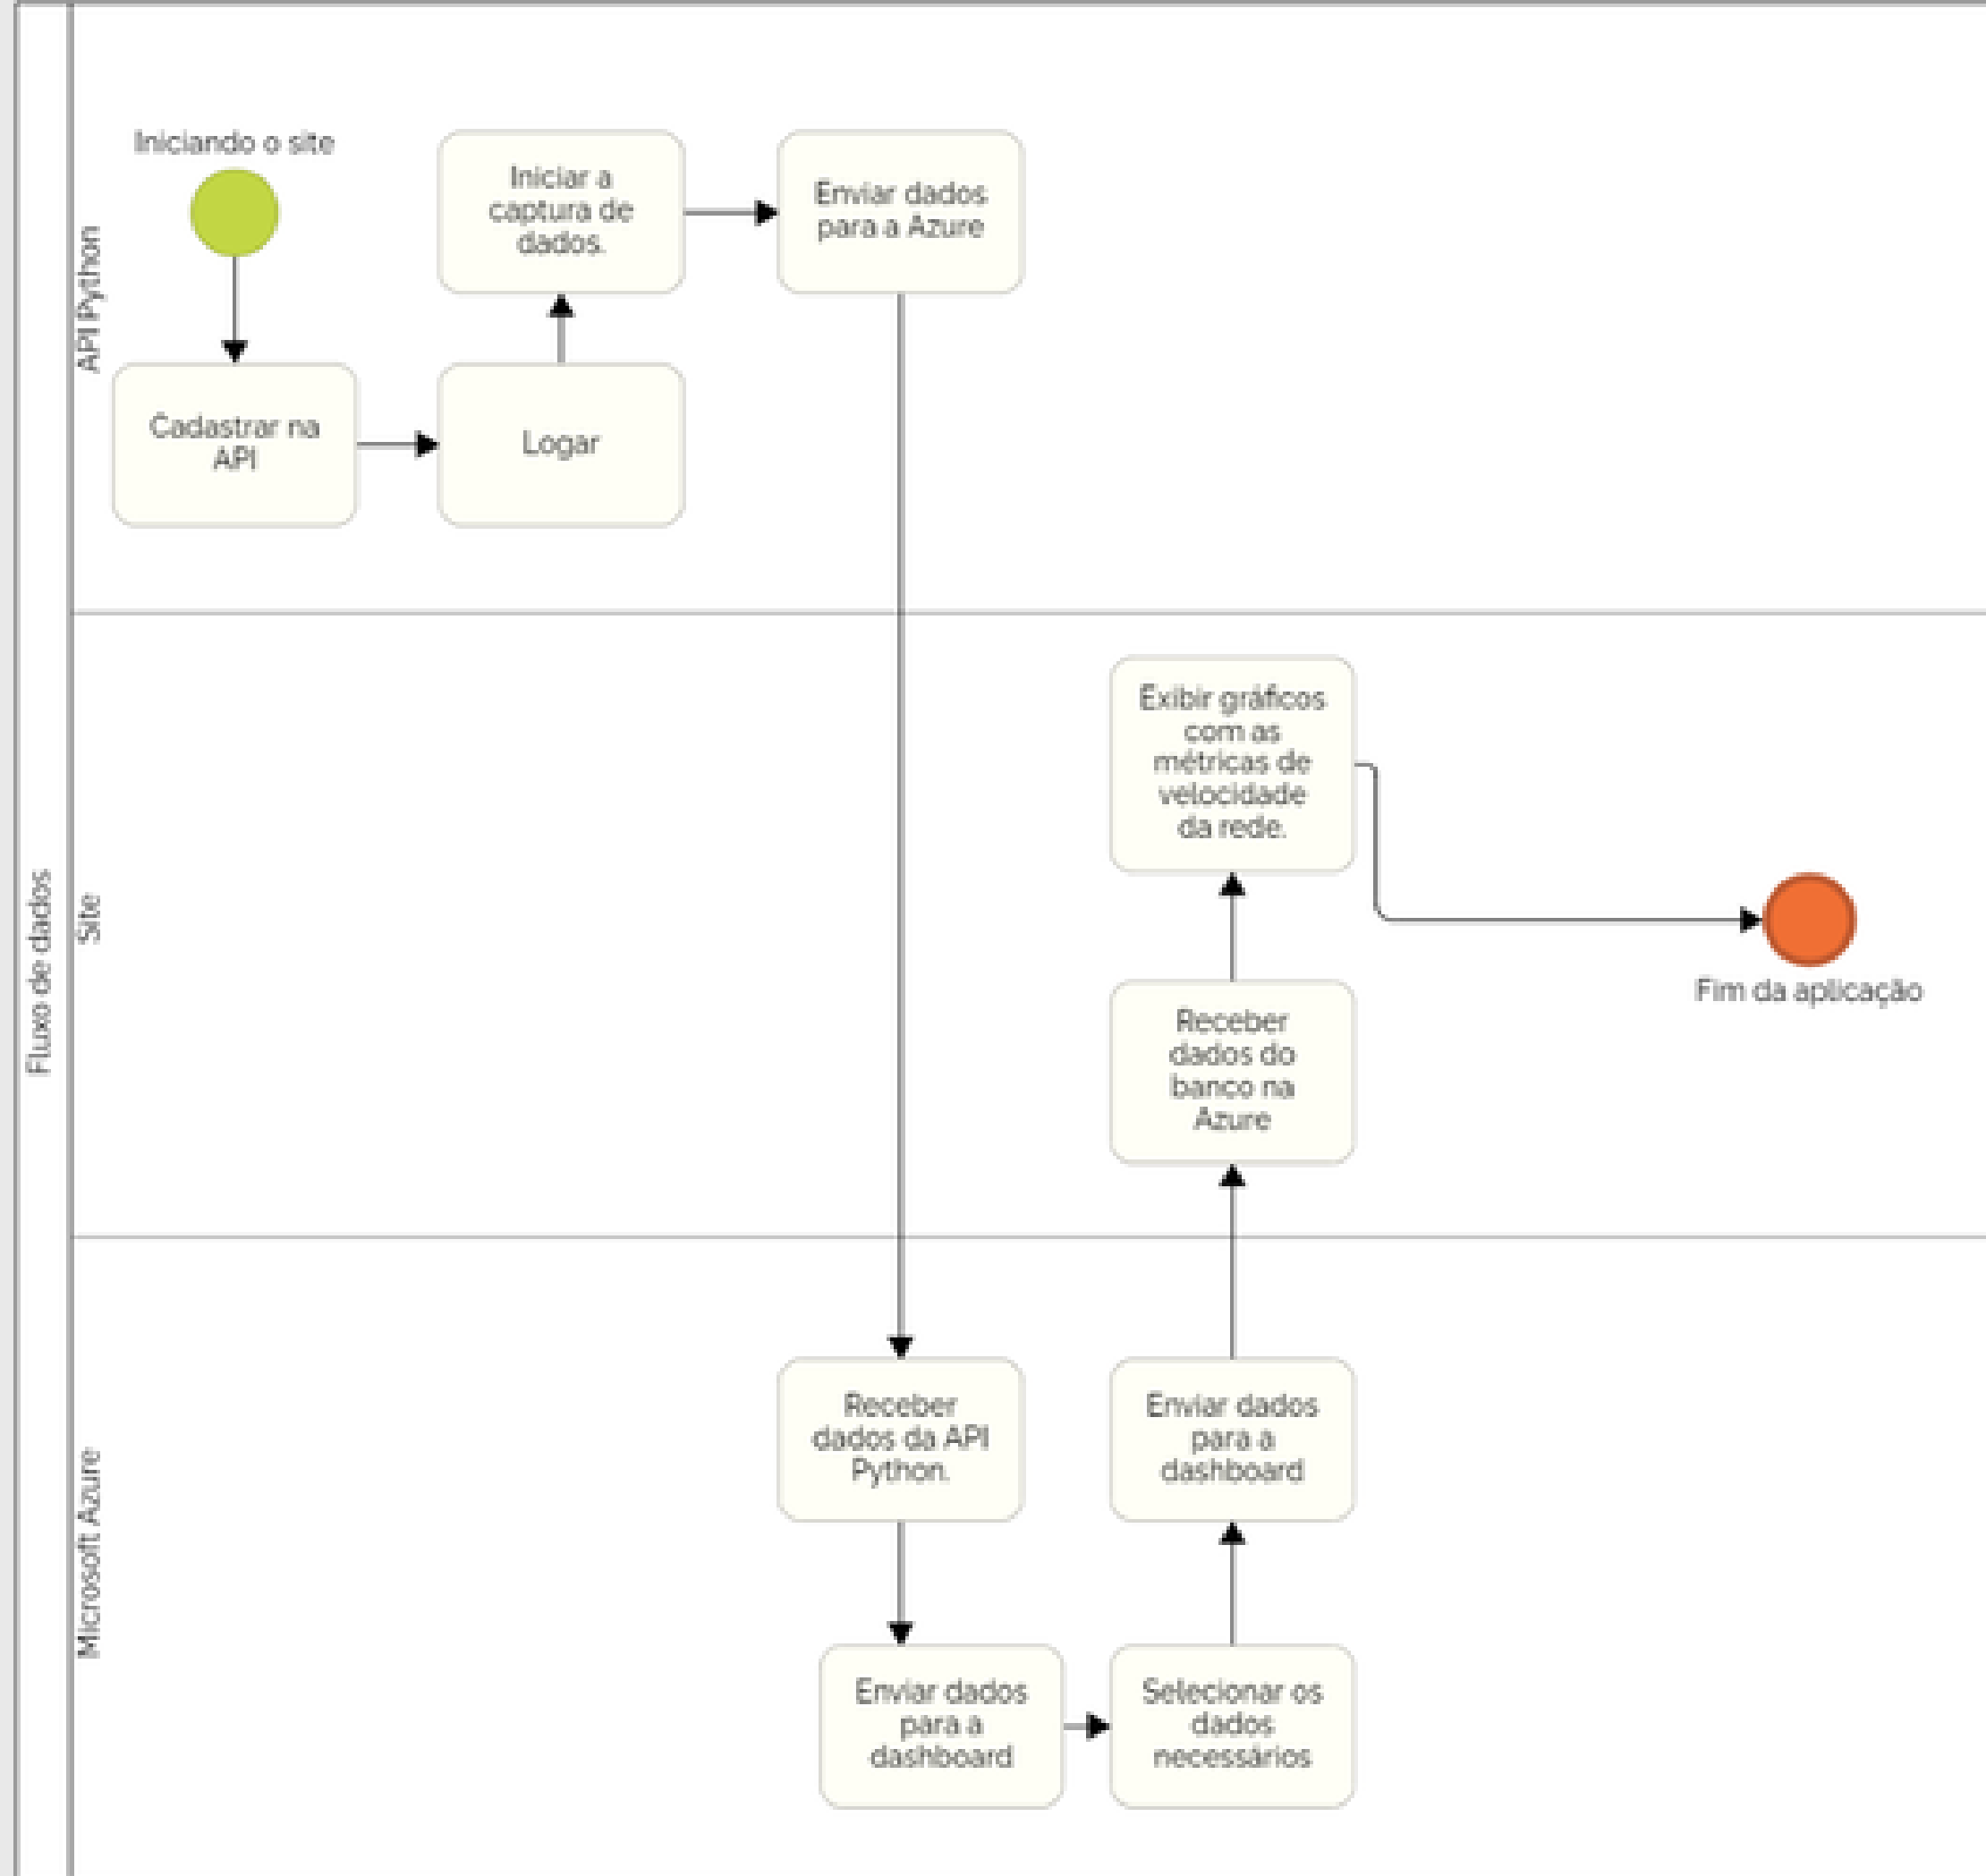 Fluxo de dados
API Python
Iniciando o site
Cadastrar na
API
Logar
Iniciar a
captura de
dados.
Enviar dados
para a Azure
Site
Exibir gráficos
com as
métricas de
velocidade
da rede.
Receber
dados do
banco na
Azure
Fim da aplicação
Microsoft Azure
Receber
dados da API
Python.
Enviar dados
para a
dashboard
Selecionar os
dados
necessários
Enviar dados
para a
dashboard